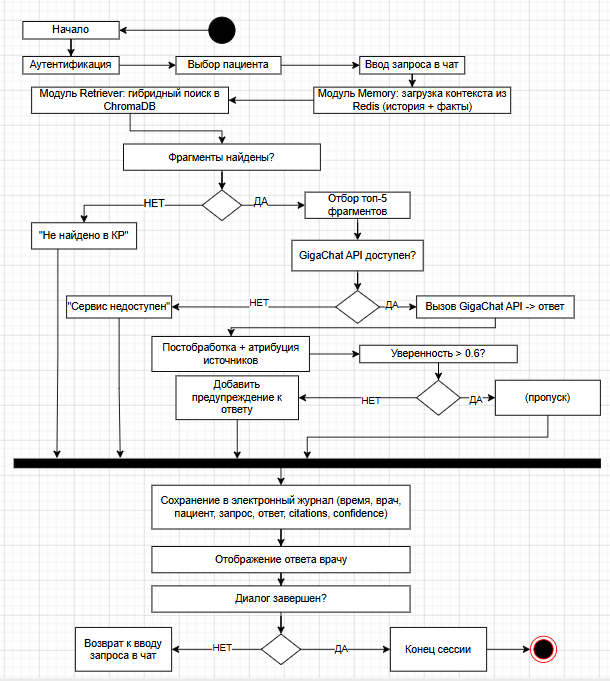 Начало
Аутентификация
Выбор пациента
Ввод запроса в чат
Модуль Retriever: гибридный поиск в
ChromaDB
Модуль Memory: загрузка контекста из
Redis (история + факты)
Фрагменты найдены?
НЕТ
ДА
Отбор топ-5
фрагментов
"Не найдено в КР"
GigaChat API доступен?
"Сервис недоступен"
НЕТ
ДА
Вызов GigaChat API -> ответ
Постобработка + атрибуция
источников
Уверенность > 0.6?
Добавить
предупреждение к
ответу
НЕТ
ДА
(пропуск)
Сохранение в электронный журнал (время, врач,
пациент, запрос, ответ, citations, confidence)
Отображение ответа врачу
Диалог завершен?
Возврат к вводу
запроса в чат
НЕТ
ДА
Конец сессии